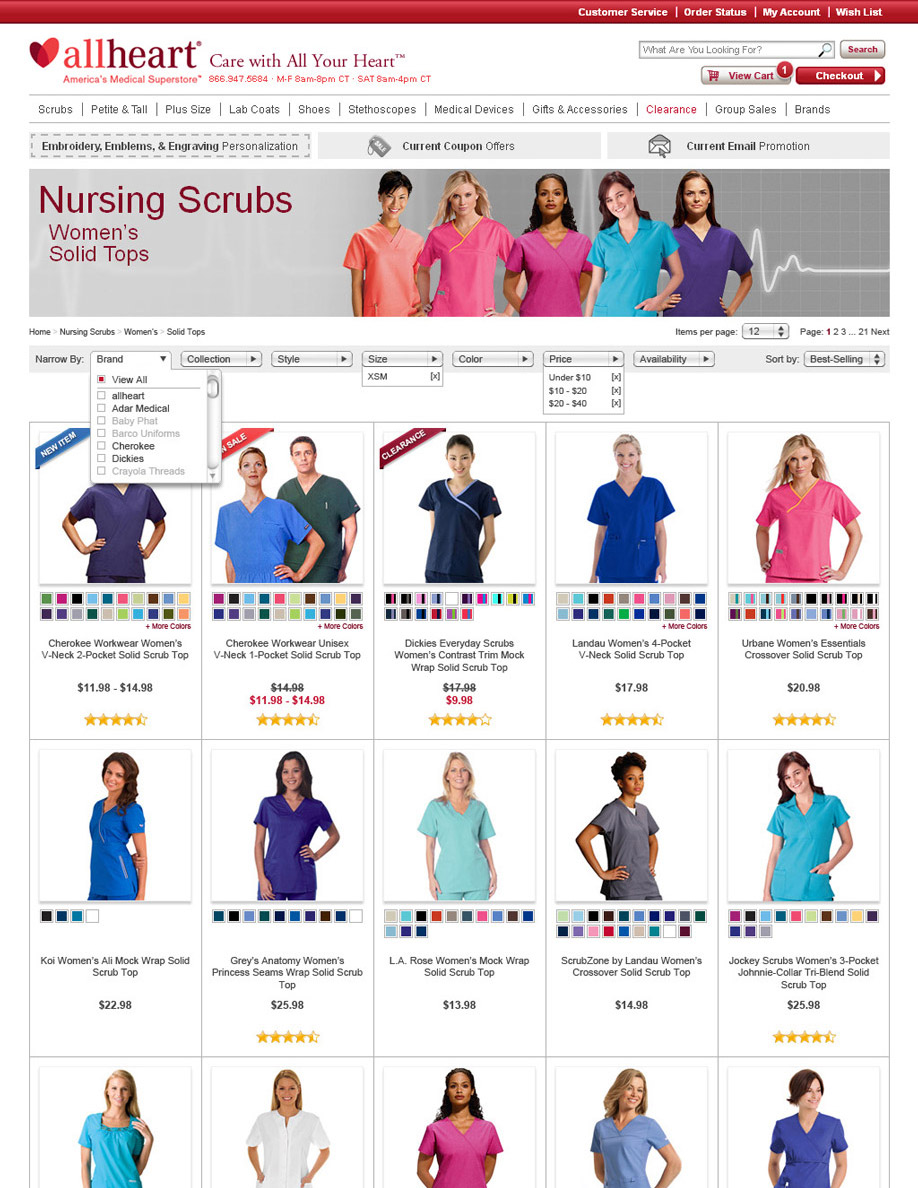 Customer Service | Order Status | My Account | Wish List
allheart® Care with All Your Heart™
America's Medical Superstore™ 866.947.5684 · M-F 8am-8pm CT · SAT 8am-4pm CT
What Are You Looking For? Search
View Cart 1 Checkout
Scrubs | Petite & Tall | Plus Size | Lab Coats | Shoes | Stethoscopes | Medical Devices | Gifts & Accessories | Clearance | Group Sales | Brands
Embroidery, Emblems, & Engraving Personalization
SALE Current Coupon Offers
Current Email Promotion
Nursing Scrubs
Women's
Solid Tops
Home > Nursing Scrubs > Women's > Solid Tops
Items per page: 12 Page: 1 2 3 ... 21 Next
Narrow By: Brand Collection Style Size Color Price Availability Sort by: Best-Selling
View All
allheart
Adar Medical
Baby Phat
Barco Uniforms
Cherokee
Dickies
Crayola Threads
XSM [x]
Under $10 [x]
$10 - $20 [x]
$20 - $40 [x]
NEW ITEM
N SALE
CLEARANCE
+ More Colors
+ More Colors
+ More Colors
+ More Colors
Cherokee Workwear Women's
V-Neck 2-Pocket Solid Scrub Top
$11.98 - $14.98
Cherokee Workwear Unisex
V-Neck 1-Pocket Solid Scrub Top
$14.98
$11.98 - $14.98
Dickies Everyday Scrubs
Women's Contrast Trim Mock
Wrap Solid Scrub Top
$17.98
$9.98
Landau Women's 4-Pocket
V-Neck Solid Scrub Top
$17.98
Urbane Women's Essentials
Crossover Solid Scrub Top
$20.98
Koi Women's Ali Mock Wrap Solid
Scrub Top
$22.98
Grey's Anatomy Women's
Princess Seams Wrap Solid Scrub
Top
$25.98
L.A. Rose Women's Mock Wrap
Solid Scrub Top
$13.98
ScrubZone by Landau Women's
Crossover Solid Scrub Top
$14.98
Jockey Scrubs Women's 3-Pocket
Johnnie-Collar Tri-Blend Solid
Scrub Top
$25.98